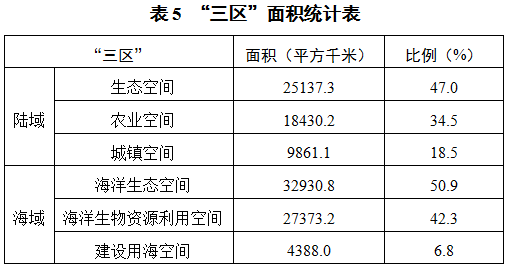 表 5 “三区”面积统计表
“三区” 面积（平方千米） 比例（%）
陆域 生态空间 25137.3 47.0
农业空间 18430.2 34.5
城镇空间 9861.1 18.5
海域 海洋生态空间 32930.8 50.9
海洋生物资源利用空间 27373.2 42.3
建设用海空间 4388.0 6.8